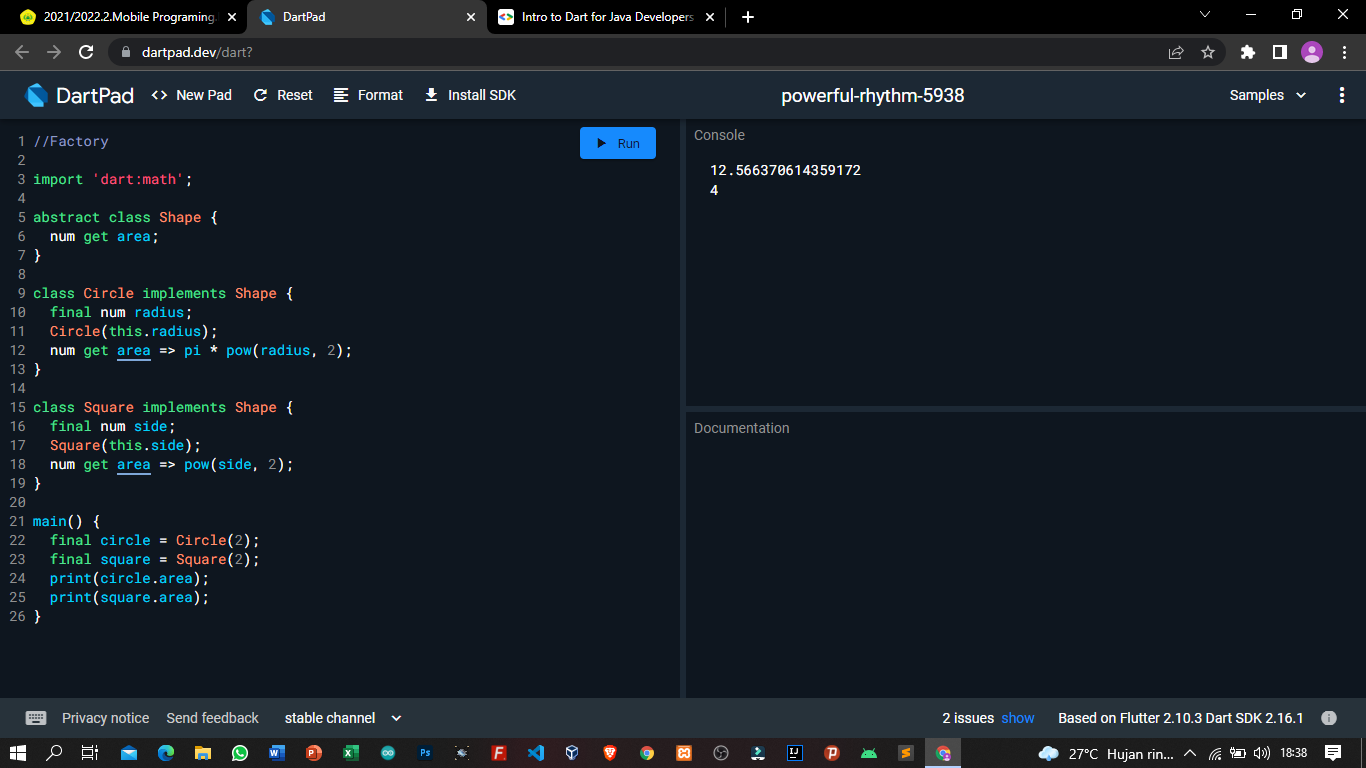 2021/2022.2.Mobile Programing.
DartPad
Intro to Dart for Java Developers
dartpad.dev/dart?
DartPad
<> New Pad
Reset
Format
Install SDK
powerful-rhythm-5938
Samples
1 //Factory
2
3 import 'dart:math';
4
5 abstract class Shape {
6 num get area;
7 }
8
9 class Circle implements Shape {
10 final num radius;
11 Circle(this.radius);
12 num get area => pi * pow(radius, 2);
13 }
14
15 class Square implements Shape {
16 final num side;
17 Square(this.side);
18 num get area => pow(side, 2);
19 }
20
21 main() {
22 final circle = Circle(2);
23 final square = Square(2);
24 print(circle.area);
25 print(square.area);
26 }
Run
Console
12.566370614359172
4
Documentation
Privacy notice
Send feedback
stable channel
2 issues show
Based on Flutter 2.10.3 Dart SDK 2.16.1
27°C Hujan rin...
18:38